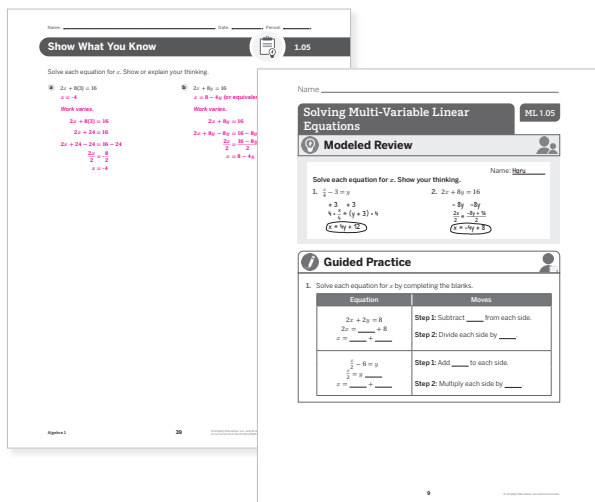 Name: Date: Period:
Show What You Know
1.05
Solve each equation for x. Show or explain your thinking.
a 2x + 8(3) = 16
x = -4
Work varies.
2x + 8(3) = 16
2x + 24 = 16
2x + 24 − 24 = 16 − 24
2x/2 = -8/2
x = -4
b 2x + 8y = 16
x = 8 − 4y (or
Work varies.
2x + 8y = 16
2x + 8y − 8y = 16 − 8y
2x/2 = 16 − 8y
x = 8 − 4y
Algebra 1
39
Name
Solving Multi-Variable Linear
Equations
ML 1.05
Modeled Review
Name: Haru
Solve each equation for x. Show your thinking.
1. x/4 − 3 = y
+ 3 + 3
4 · x/4 = (y + 3) · 4
x = 4y + 12
2. 2x + 8y = 16
- 8y -8y
2x/2 = -8y + 16/2
x = -4y + 8
Guided Practice
1. Solve each equation for x by completing the blanks.
Equation
Moves
2x + 2y = 8
2x = ____ + 8
x = ____ + ____
Step 1: Subtract ____ from each side.
Step 2: Divide each side by ____.
x/2 − 6 = y
x/2 = y ____
x = ____ + ____
Step 1: Add ____ to each side.
Step 2: Multiply each side by ____.
9